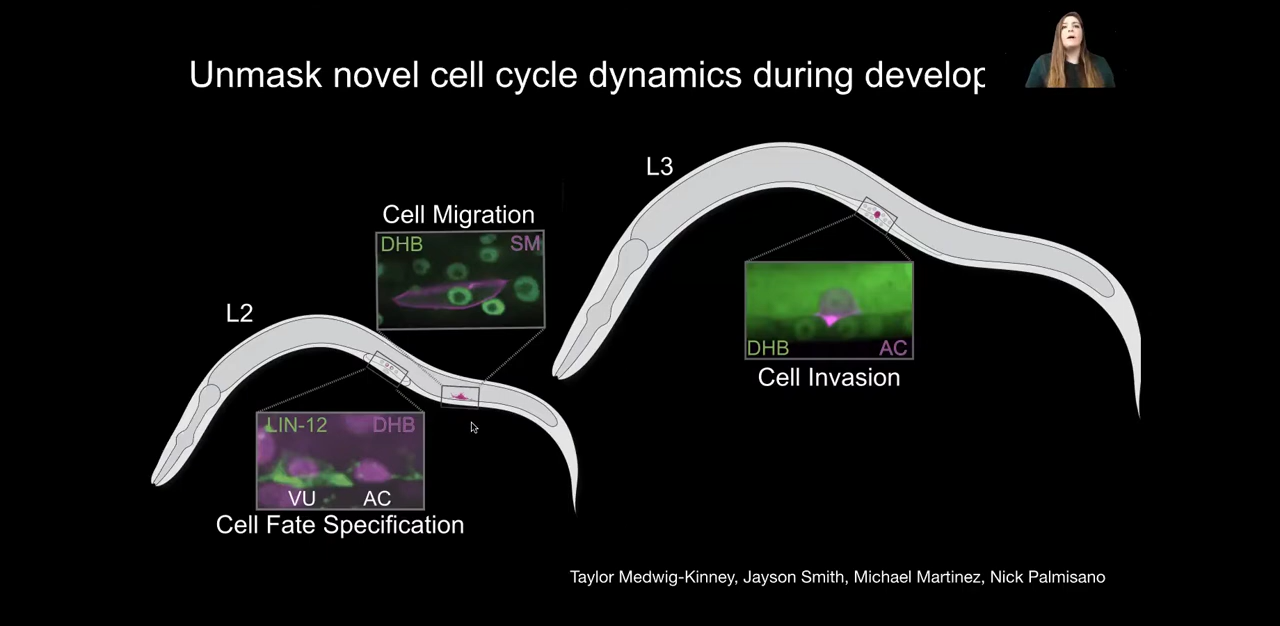 Unmask novel cell cycle dynamics during develop
L3
Cell Migration
DHB SM
L2
DHB AC
Cell Invasion
LIN-12 DHB
VU AC
Cell Fate Specification
Taylor Medwig-Kinney, Jayson Smith, Michael Martinez, Nick Palmisano